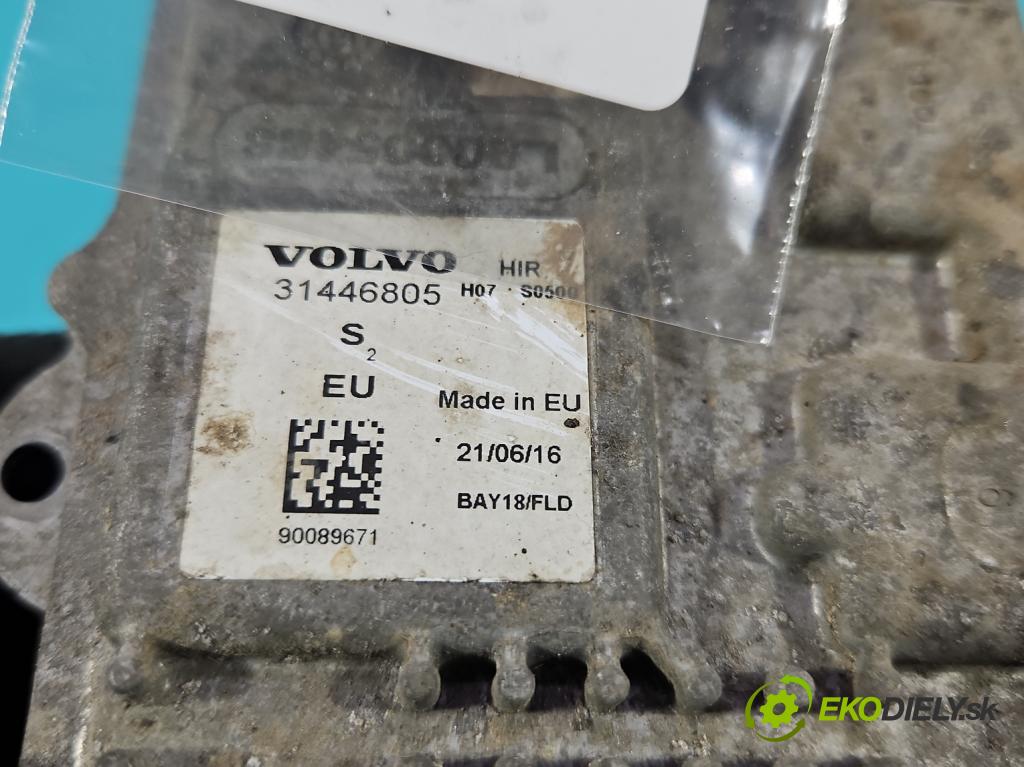 VOLVO HIR
31446805 H07 S0500
S2
EU
Made in EU
21/06/16
BAY18/FLD
90089671
EKODIELY.sk